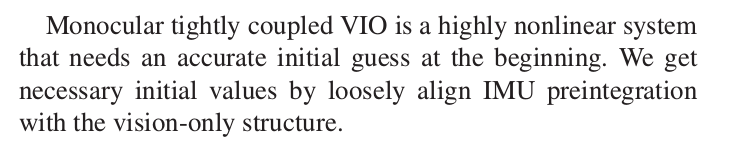 Monocular tightly coupled VIO is a highly nonlinear system
that needs an accurate initial guess at the beginning. We get
necessary initial values by loosely align IMU preintegration
with the vision-only structure.